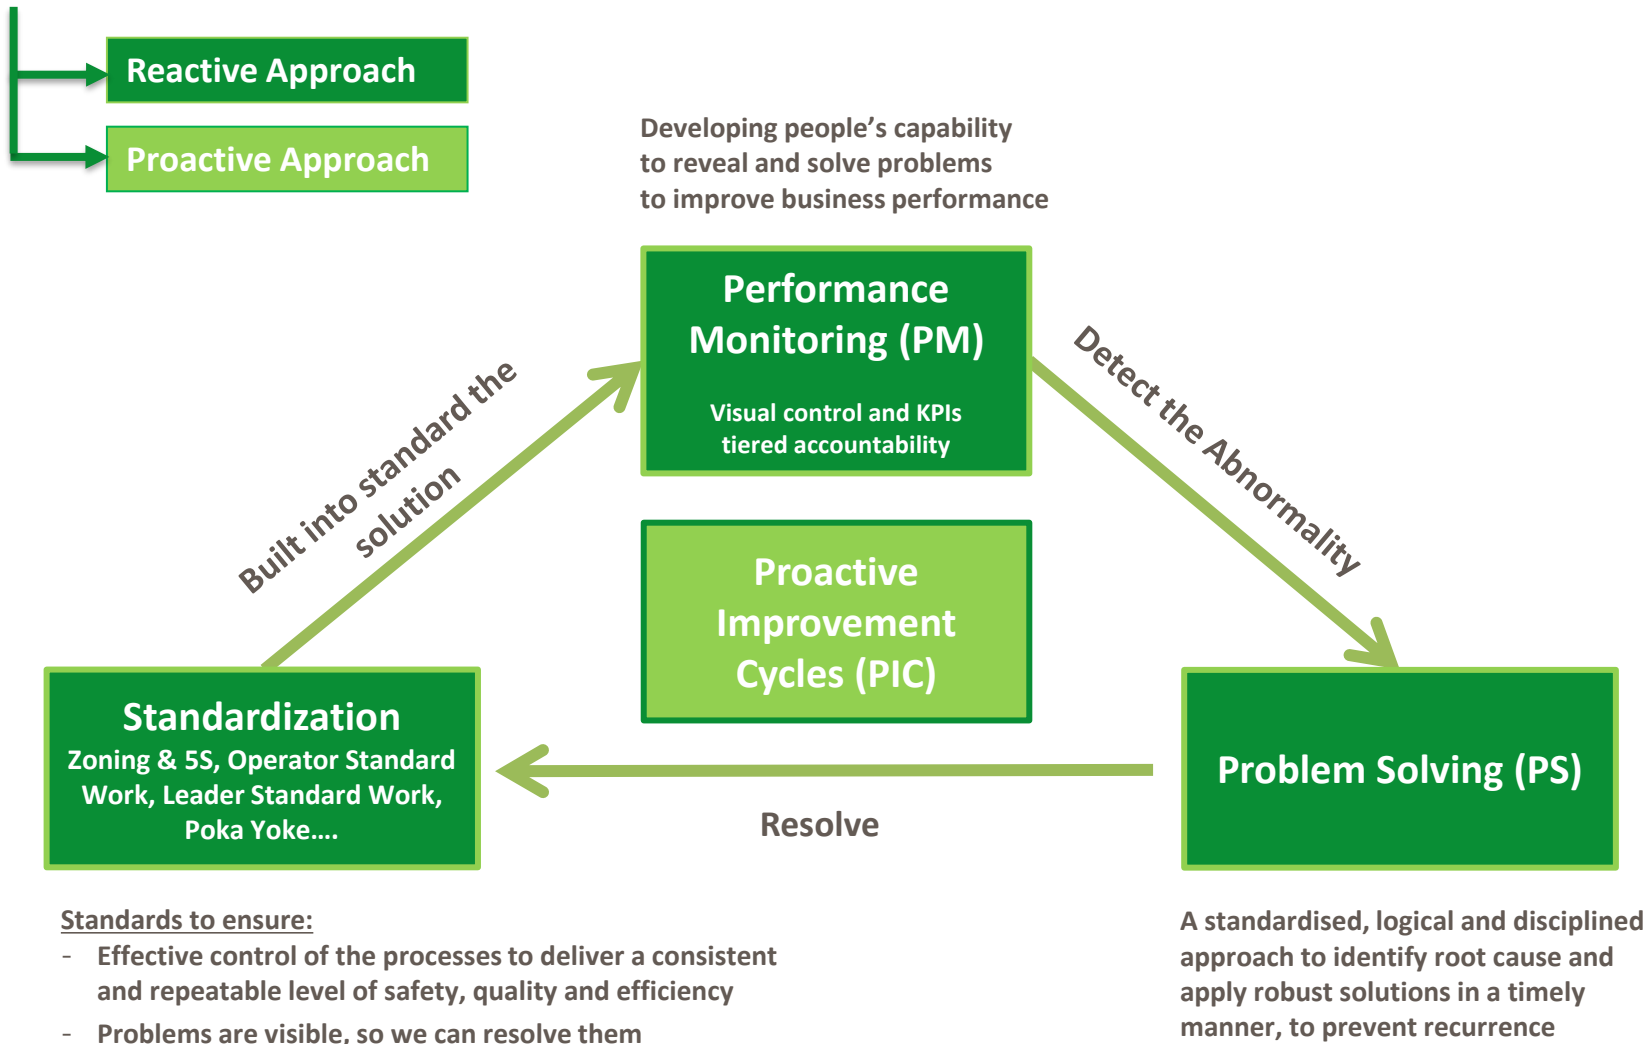 Reactive Approach
Proactive Approach
Developing people’s capability
to reveal and solve problems
to improve business performance
Performance
Monitoring (PM)
Visual control and KPIs
tiered accountability
Detect the Abnormality
Built into standard the
solution
Proactive
Improvement
Cycles (PIC)
Standardization
Zoning & 5S, Operator Standard
Work, Leader Standard Work,
Poka Yoke….
Problem Solving (PS)
Resolve
Standards to ensure:
- Effective control of the processes to deliver a consistent
and repeatable level of safety, quality and efficiency
- Problems are visible, so we can resolve them
A standardised, logical and disciplined
approach to identify root cause and
apply robust solutions in a timely
manner, to prevent recurrence